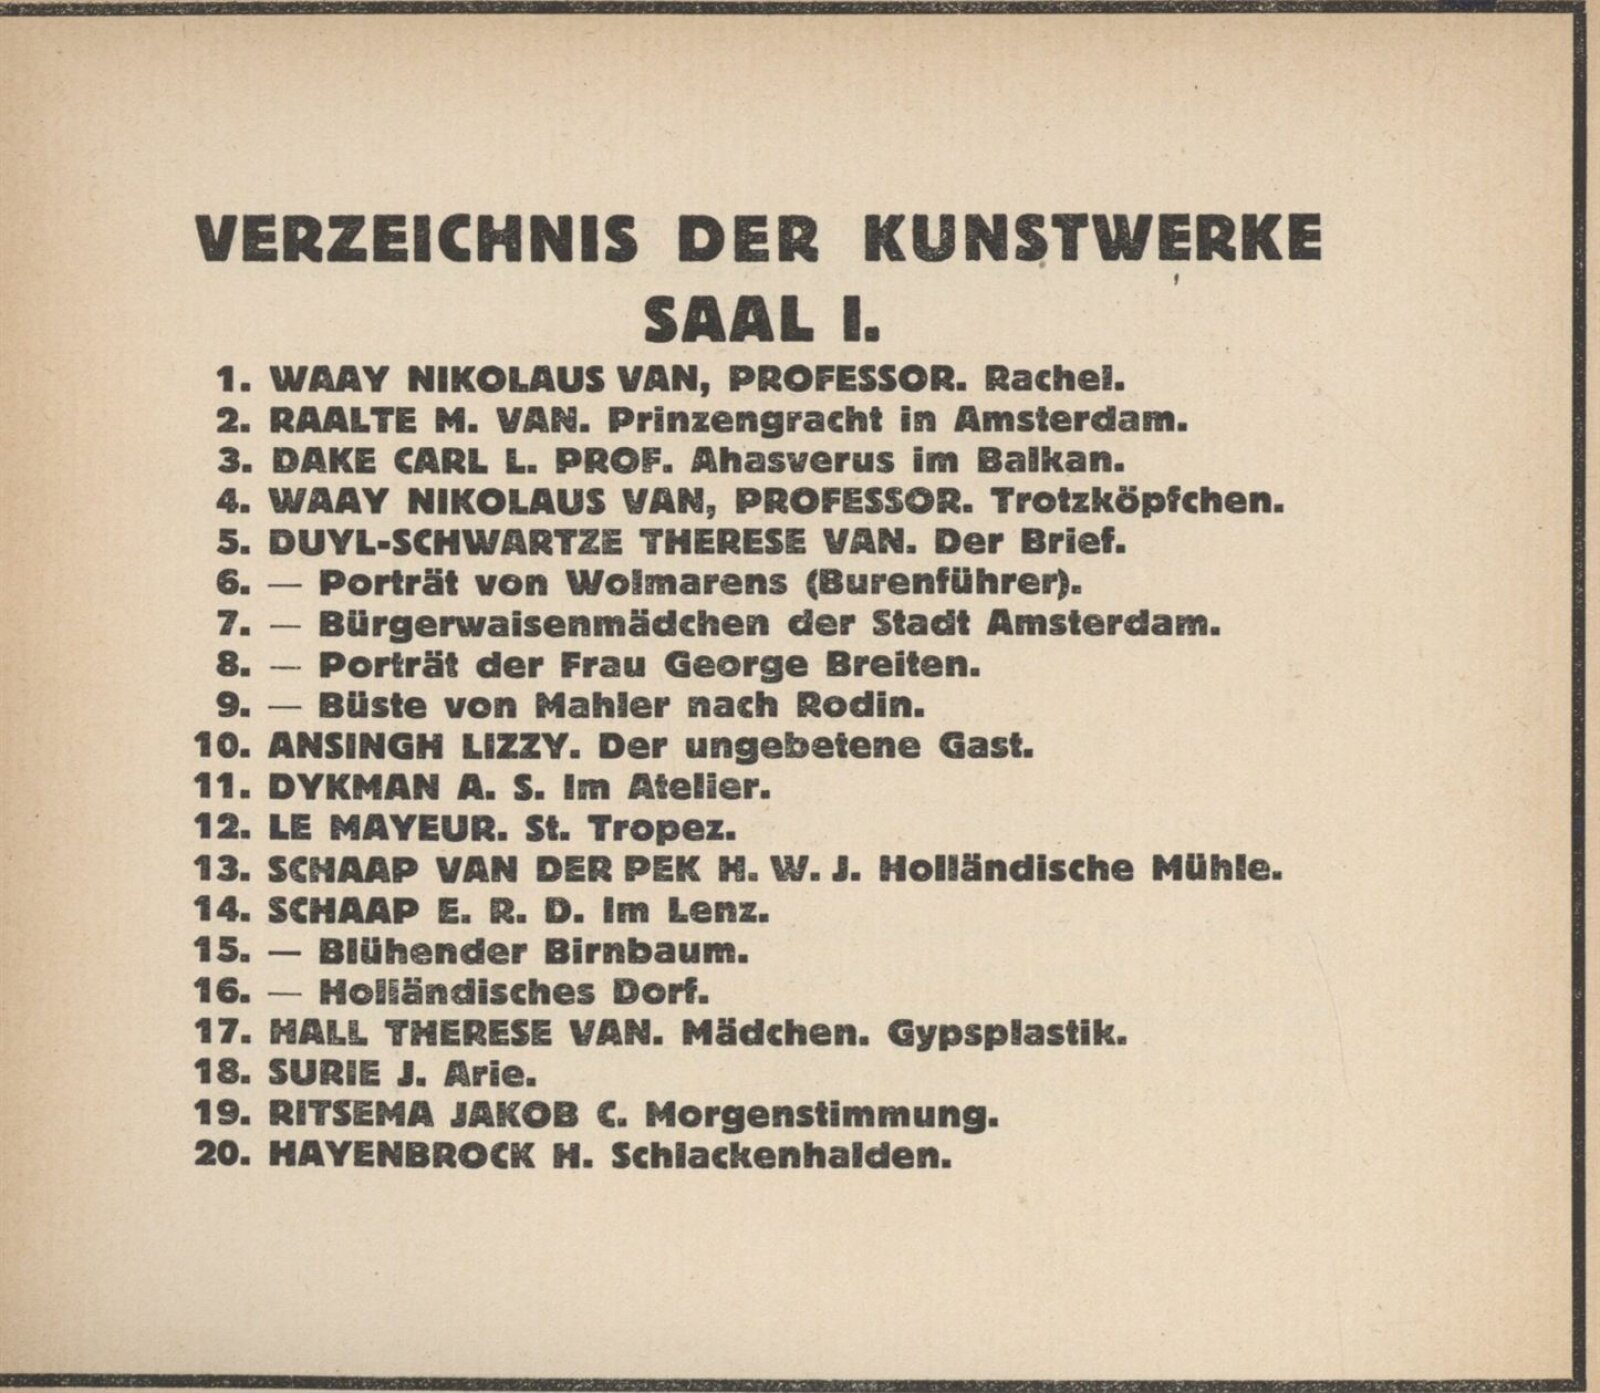 VERZEICHNIS DER KUNSTWERKE
SAAL I.
1. WAAY NIKOLAUS VAN, PROFESSOR. Rachel.
2. RAALTE M. VAN. Prinzengracht in Amsterdam.
3. DAKE CARL L. PROF. Ahasverus im Balkan.
4. WAAY NIKOLAUS VAN, PROFESSOR. Trotzköpfchen.
5. DUYL-SCHWARTZE THERESE VAN. Der Brief.
6. — Porträt von Wolmarens (Burenführer).
7. — Bürgerwaisenmädchen der Stadt Amsterdam.
8. — Porträt der Frau George Breiten.
9. — Büste von Mahler nach Rodin.
10. ANSINGH LIZZY. Der ungebetene Gast.
11. DYKMAN A. S. Im Atelier.
12. LE MAYEUR. St. Tropez.
13. SCHAAP VAN DER PEK H. W. J. Holländische Mühle.
14. SCHAAP E. R. D. Im Lenz.
15. — Blühender Birnbaum.
16. — Holländisches Dorf.
17. HALL THERESE VAN. Mädchen. Gypsplastik.
18. SURIE J. Arie.
19. RITSEMA JAKOB C. Morgenstimmung.
20. HAYENBROCK H. Schlackenhalden.